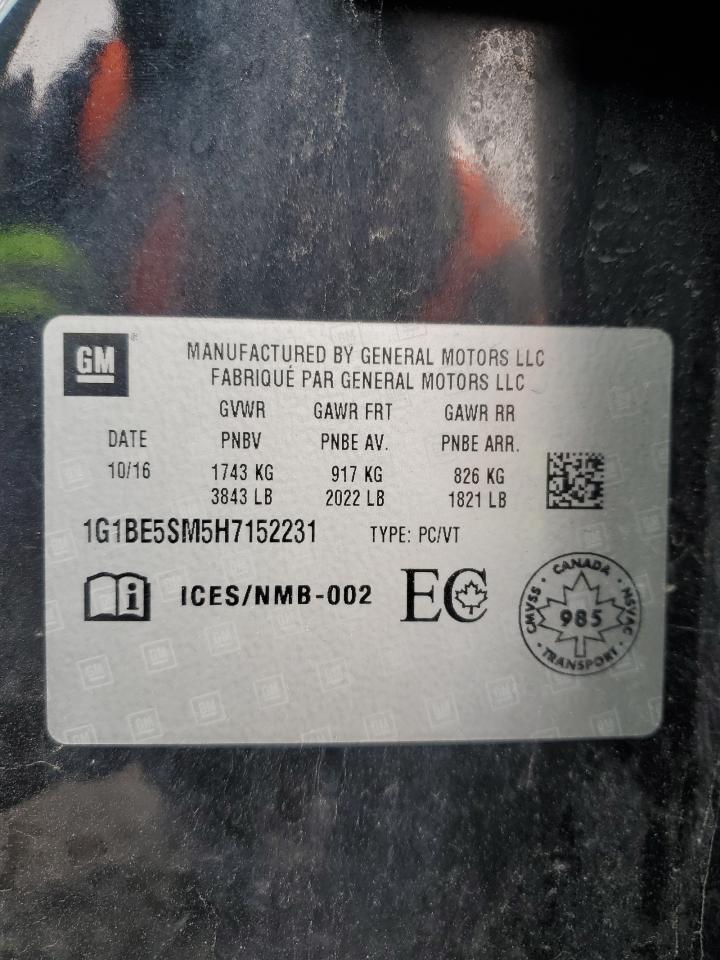 GM
MANUFACTURED BY GENERAL MOTORS LLC
FABRIQUÉ PAR GENERAL MOTORS LLC
GVWR GAWR FRT GAWR RR
DATE PNBV PNBE AV. PNBE ARR.
10/16 1743 KG 917 KG 826 KG
3843 LB 2022 LB 1821 LB
1G1BE5SM5H7152231 TYPE: PC/VT
i ICES/NMB-002 EC
CANADA
CMVSS 985 NSVAC
TRANSPORT